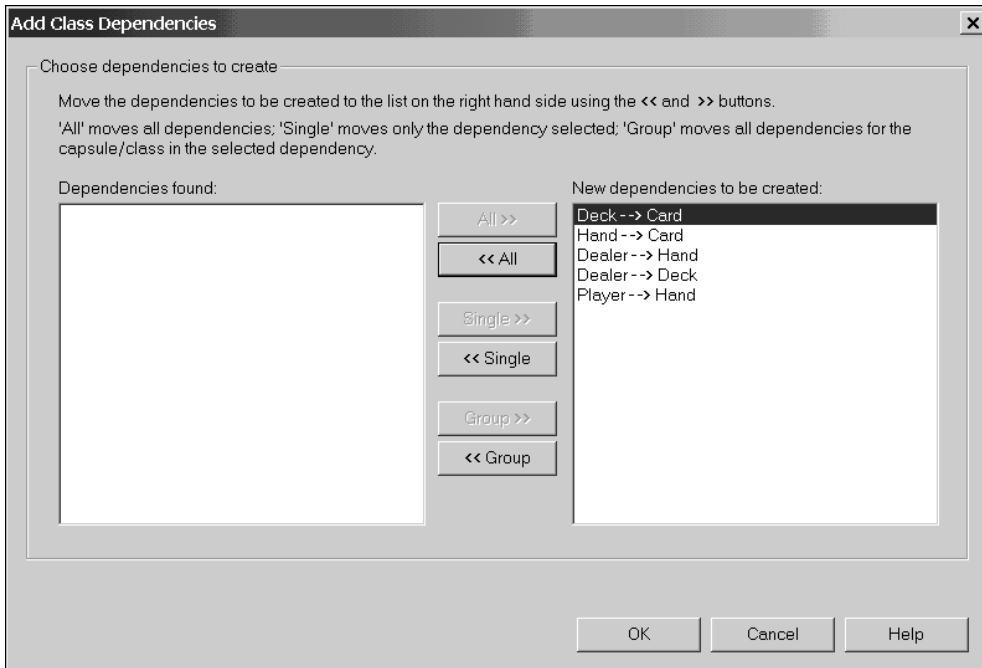 Add Class Dependencies
Choose dependencies to create
Move the dependencies to be created to the list on the right hand side using the << and >> buttons.
'All' moves all dependencies; 'Single' moves only the dependency selected; 'Group' moves all dependencies for the
capsule/class in the selected dependency.
Dependencies found:
New dependencies to be created:
All >>
<< All
Single >>
<< Single
Group >>
<< Group
Deck --> Card
Hand --> Card
Dealer --> Hand
Dealer --> Deck
Player --> Hand
OK
Cancel
Help